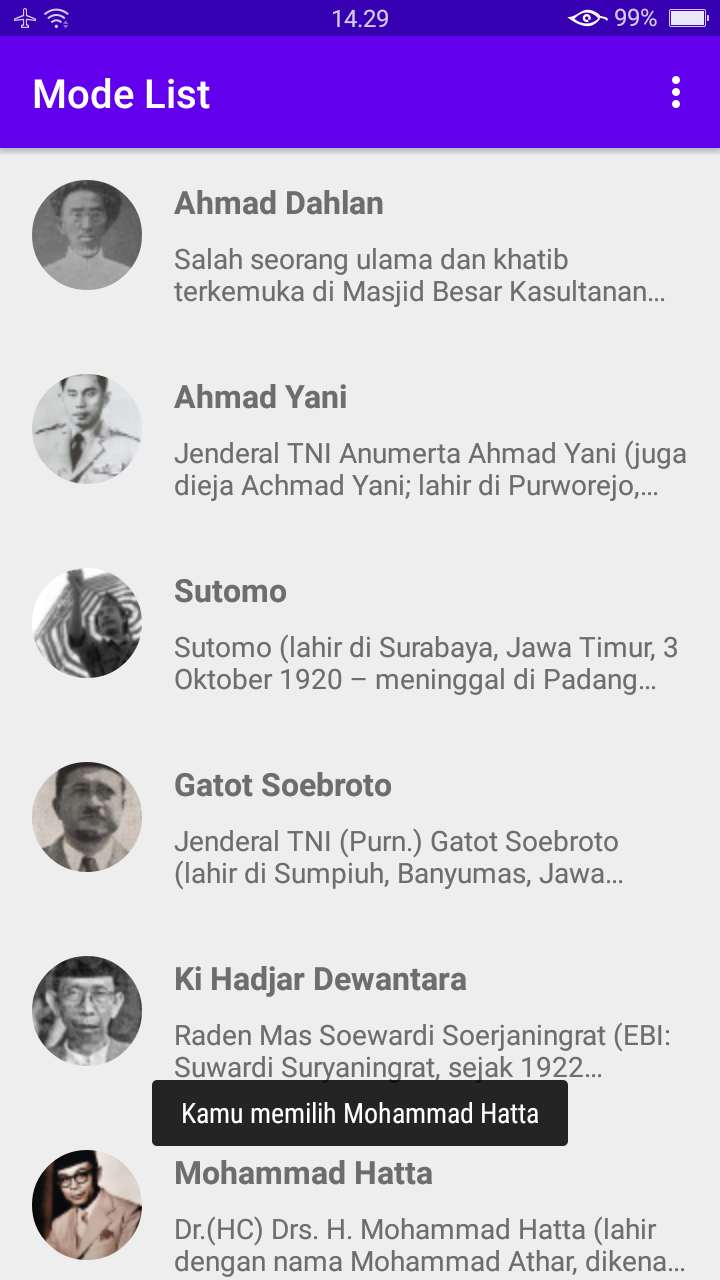 14.29
99%
Mode List
Ahmad Dahlan
Salah seorang ulama dan khatib
terkemuka di Masjid Besar Kasultanan...
Ahmad Yani
Jenderal TNI Anumerta Ahmad Yani (juga
dieja Achmad Yani; lahir di Purworejo,...
Sutomo
Sutomo (lahir di Surabaya, Jawa Timur, 3
Oktober 1920 – meninggal di Padang...
Gatot Soebroto
Jenderal TNI (Purn.) Gatot Soebroto
(lahir di Sumpiuh, Banyumas, Jawa...
Ki Hadjar Dewantara
Raden Mas Soewardi Soerjaningrat (EBI:
Suwardi Suryaningrat, sejak 1922...
Kamu memilih Mohammad Hatta
Mohammad Hatta
Dr.(HC) Drs. H. Mohammad Hatta (lahir
dengan nama Mohammad Athar, dikena...